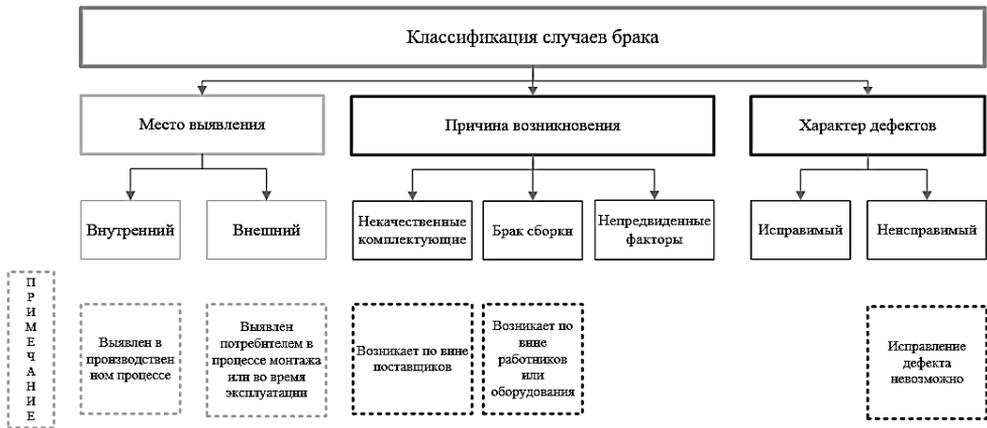 Классификация случаев брака
Место выявления
Причина возникновения
Характер дефектов
Внутренний
Внешний
Некачественные
комплектующие
Брак сборки
Непредвиденные
факторы
Исправимый
Неисправимый
П
Р
И
М
Е
Ч
А
Н
И
Е
Выявлен в
производствен
ном процессе
Выявлен
потребителем в
процессе монтажа
или во время
эксплуатации
Возникает по вине
поставщиков
Возникает по
вине
работников
или
оборудования
Исправление
дефекта
невозможно